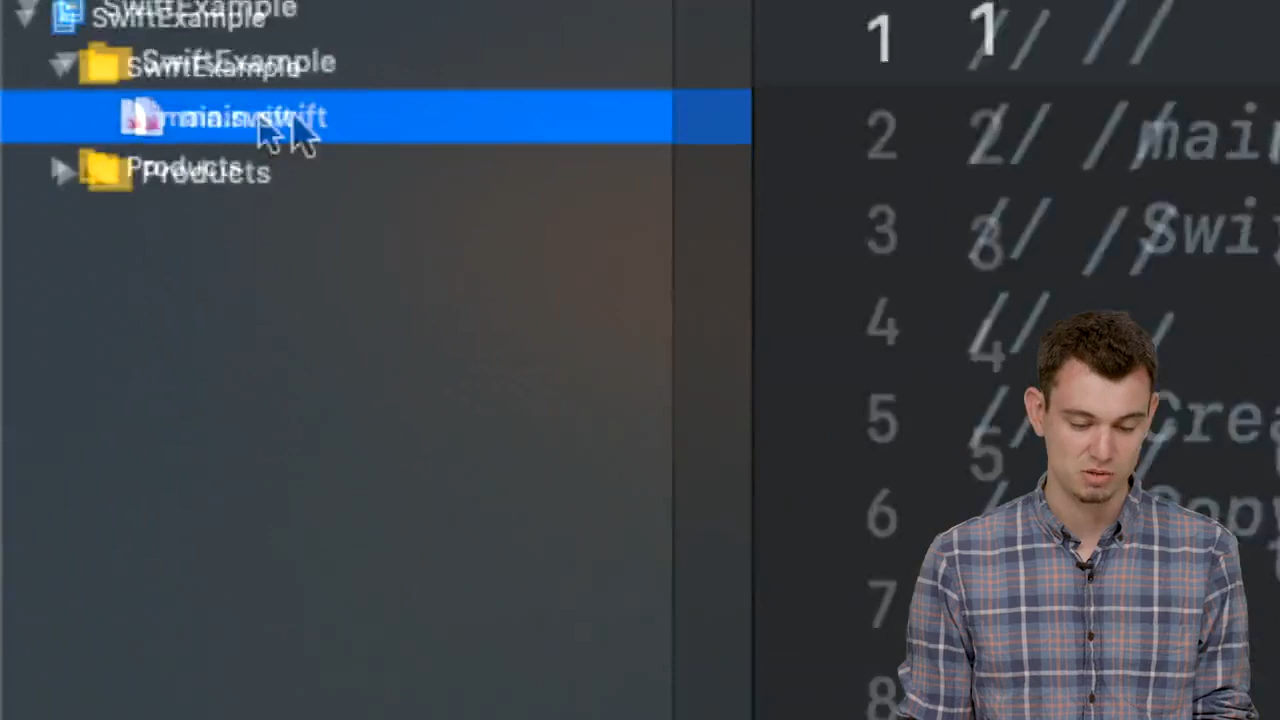 SwiftExample
SwiftExample
main.swift
Products
1 //
2 // main
3 // Swi
4 //
5 // Crea
6 // Copy
7
8